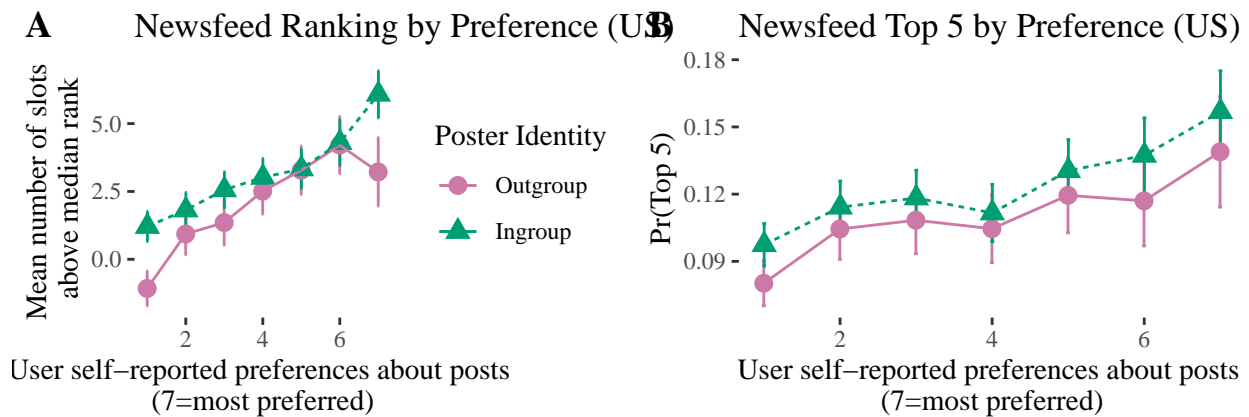 A Newsfeed Ranking by Preference (US)
Mean number of slots
above median rank
5.0
2.5
0.0
2 4 6
User self−reported preferences about posts
(7=most preferred)
Poster Identity
Outgroup
Ingroup
B Newsfeed Top 5 by Preference (US)
Pr(Top 5)
0.18
0.15
0.12
0.09
2 4 6
User self−reported preferences about posts
(7=most preferred)